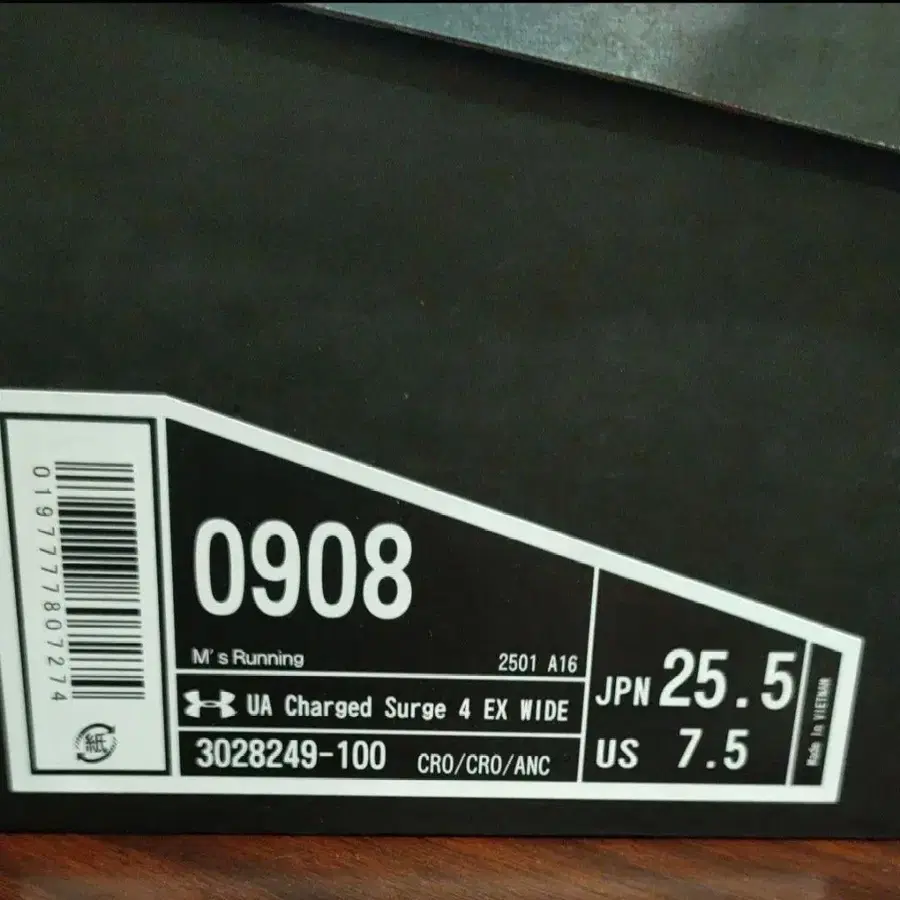 0197777807274
紙
0908
M's Running
2501 A16
UA Charged Surge 4 EX WIDE
3028249-100 CRO/CRO/ANC
JPN 25.5
US 7.5
Made In VIETNAM